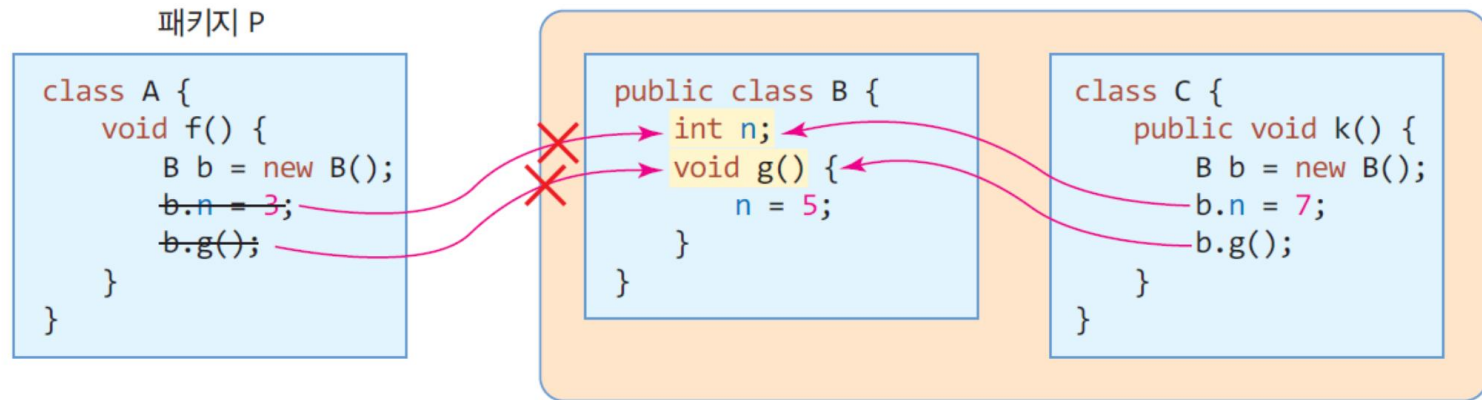 패키지 P
class A {
void f() {
B b = new B();
b.n = 3;
b.g();
}
}
public class B {
int n;
void g() {
n = 5;
}
}
class C {
public void k() {
B b = new B();
b.n = 7;
b.g();
}
}